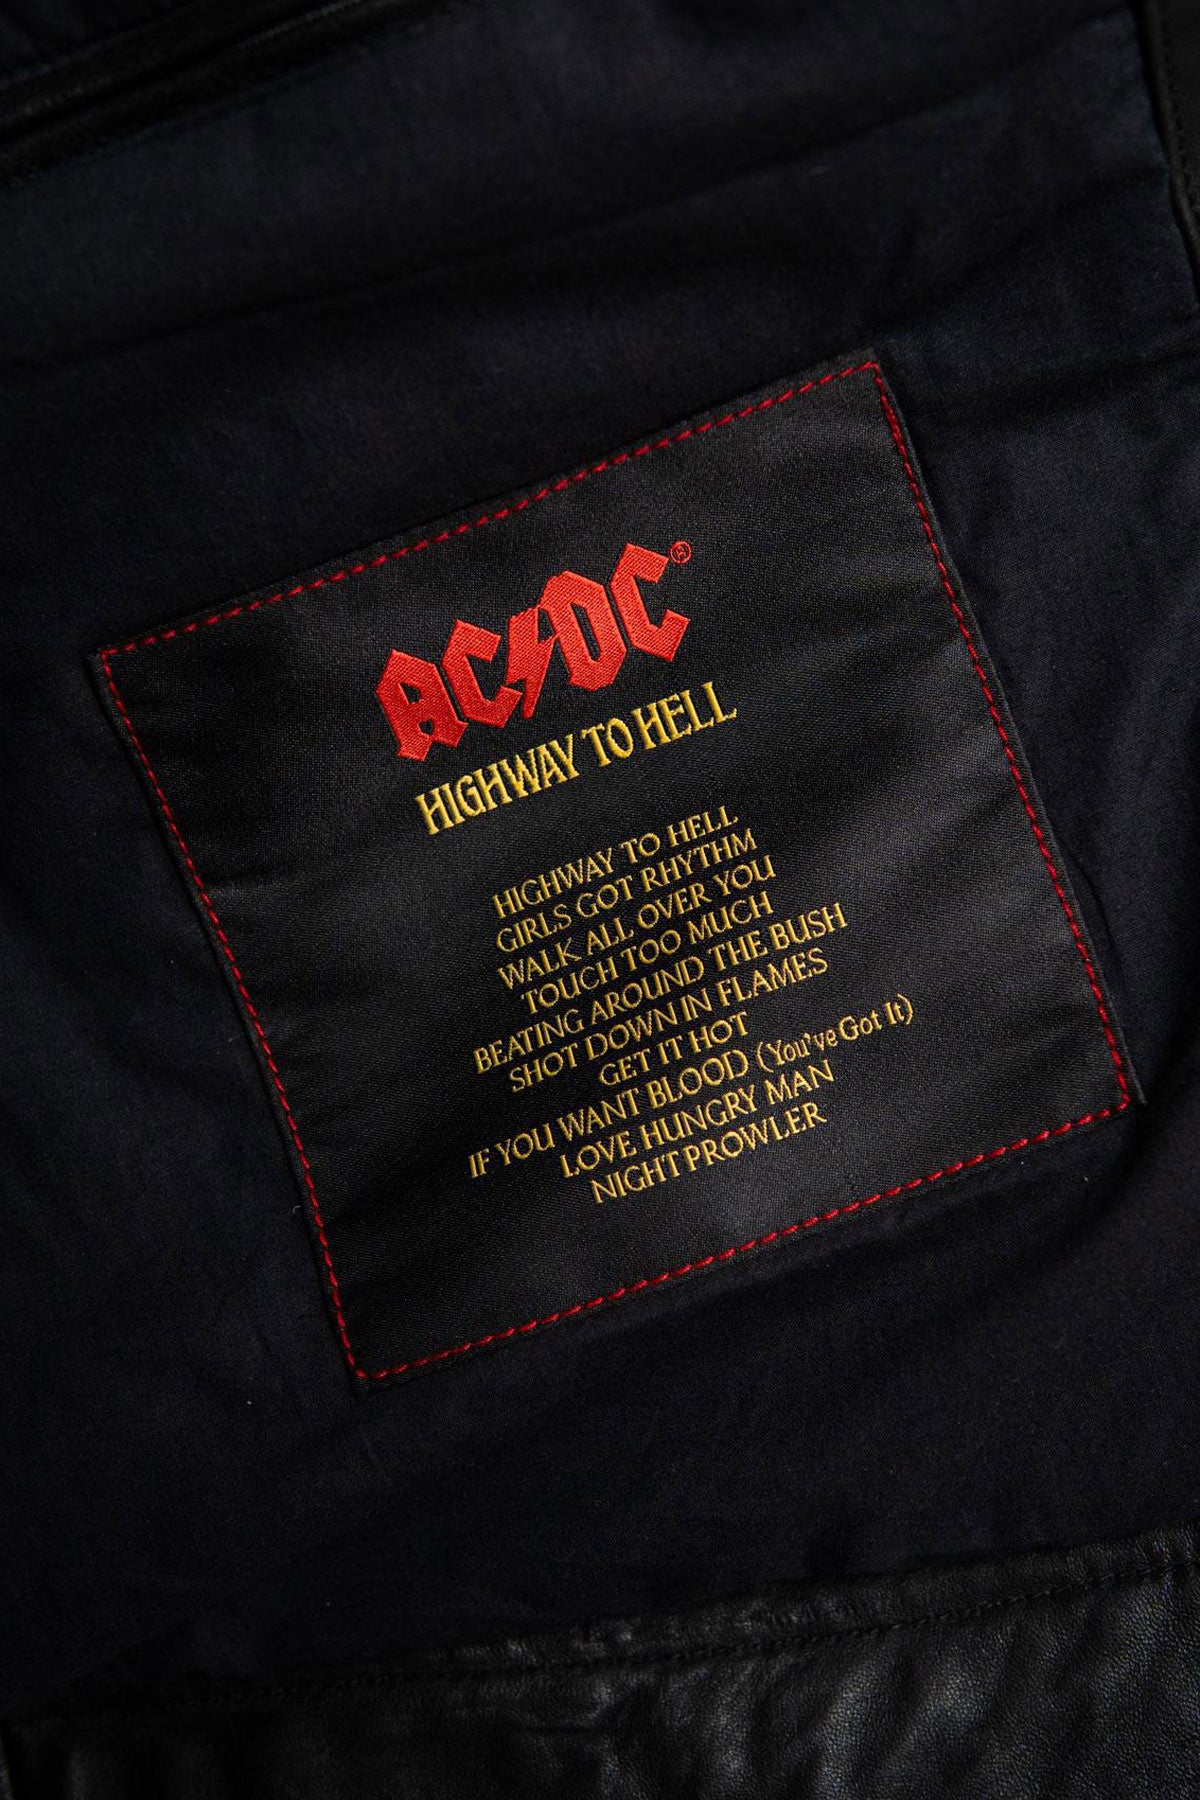 AC/DC®
HIGHWAY TO HELL
HIGHWAY TO HELL
GIRLS GOT RHYTHM
WALK ALL OVER YOU
TOUCH TOO MUCH
BEATING AROUND THE BUSH
SHOT DOWN IN FLAMES
GET IT HOT
IF YOU WANT BLOOD (You've Got It)
LOVE HUNGRY MAN
NIGHT PROWLER